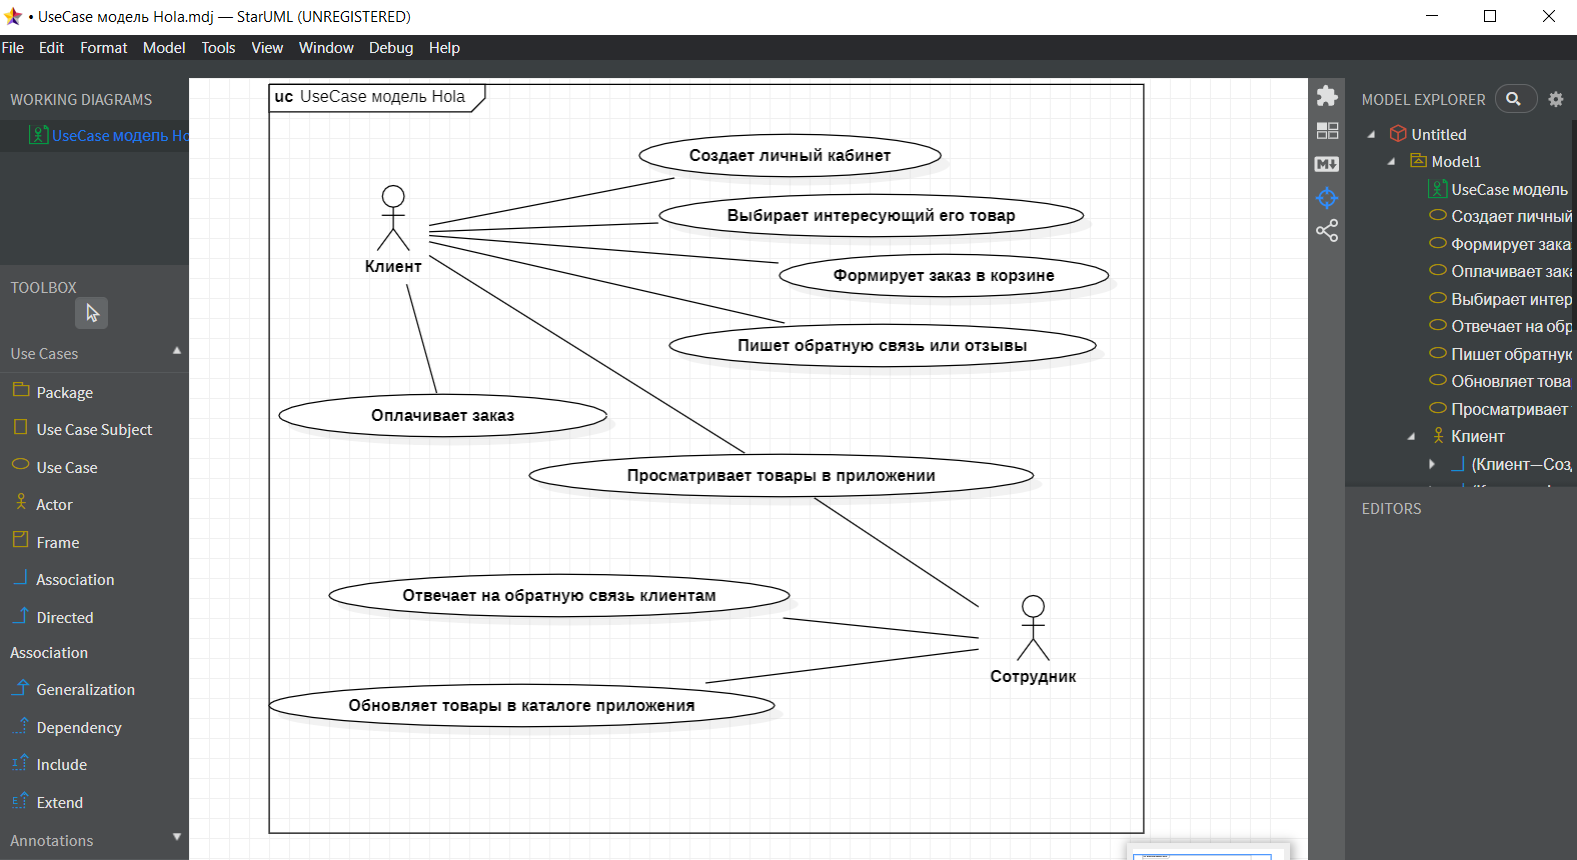 • UseCase модель Hola.mdj — StarUML (UNREGISTERED)
File Edit Format Model Tools View Window Debug Help
WORKING DIAGRAMS
UseCase модель Ho
TOOLBOX
Use Cases
Package
Use Case Subject
Use Case
Actor
Frame
Association
Directed
Association
Generalization
Dependency
Include
Extend
Annotations
uc UseCase модель Hola
Создает личный кабинет
Выбирает интересующий его товар
Клиент
Формирует заказ в корзине
Пишет обратную связь или отзывы
Оплачивает заказ
Просматривает товары в приложении
Отвечает на обратную связь клиентам
Сотрудник
Обновляет товары в каталоге приложения
MODEL EXPLORER
Untitled
Model1
UseCase модель
Создает личный
Формирует зака
Оплачивает зака
Выбирает интер
Отвечает на обр
Пишет обратную
Обновляет това
Просматривает
Клиент
(Клиент—Соз
EDITORS